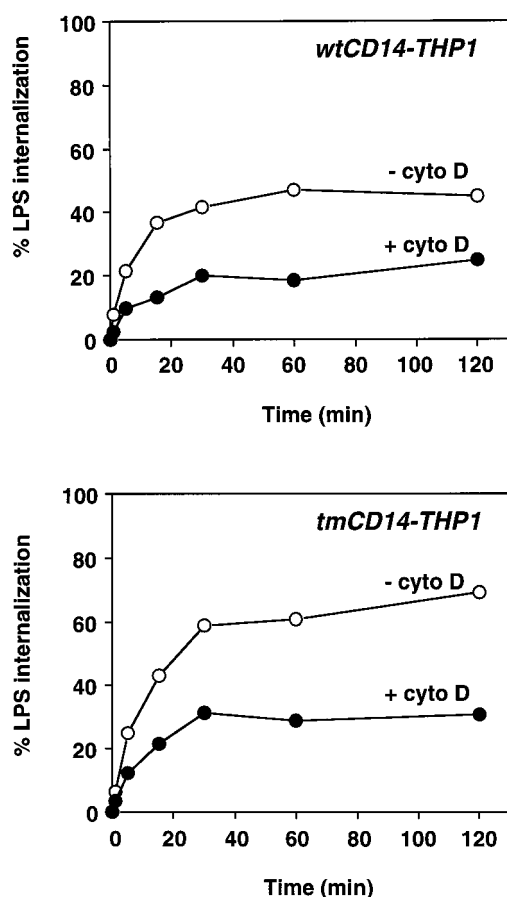 100
wtCD14-THP1
80
60
- cyto D
40
+ cyto D
20
0
0 20 40 60 80 100 120
% LPS internalization
Time (min)
100
tmCD14-THP1
80
- cyto D
60
40
+ cyto D
20
0
0 20 40 60 80 100 120
% LPS internalization
Time (min)